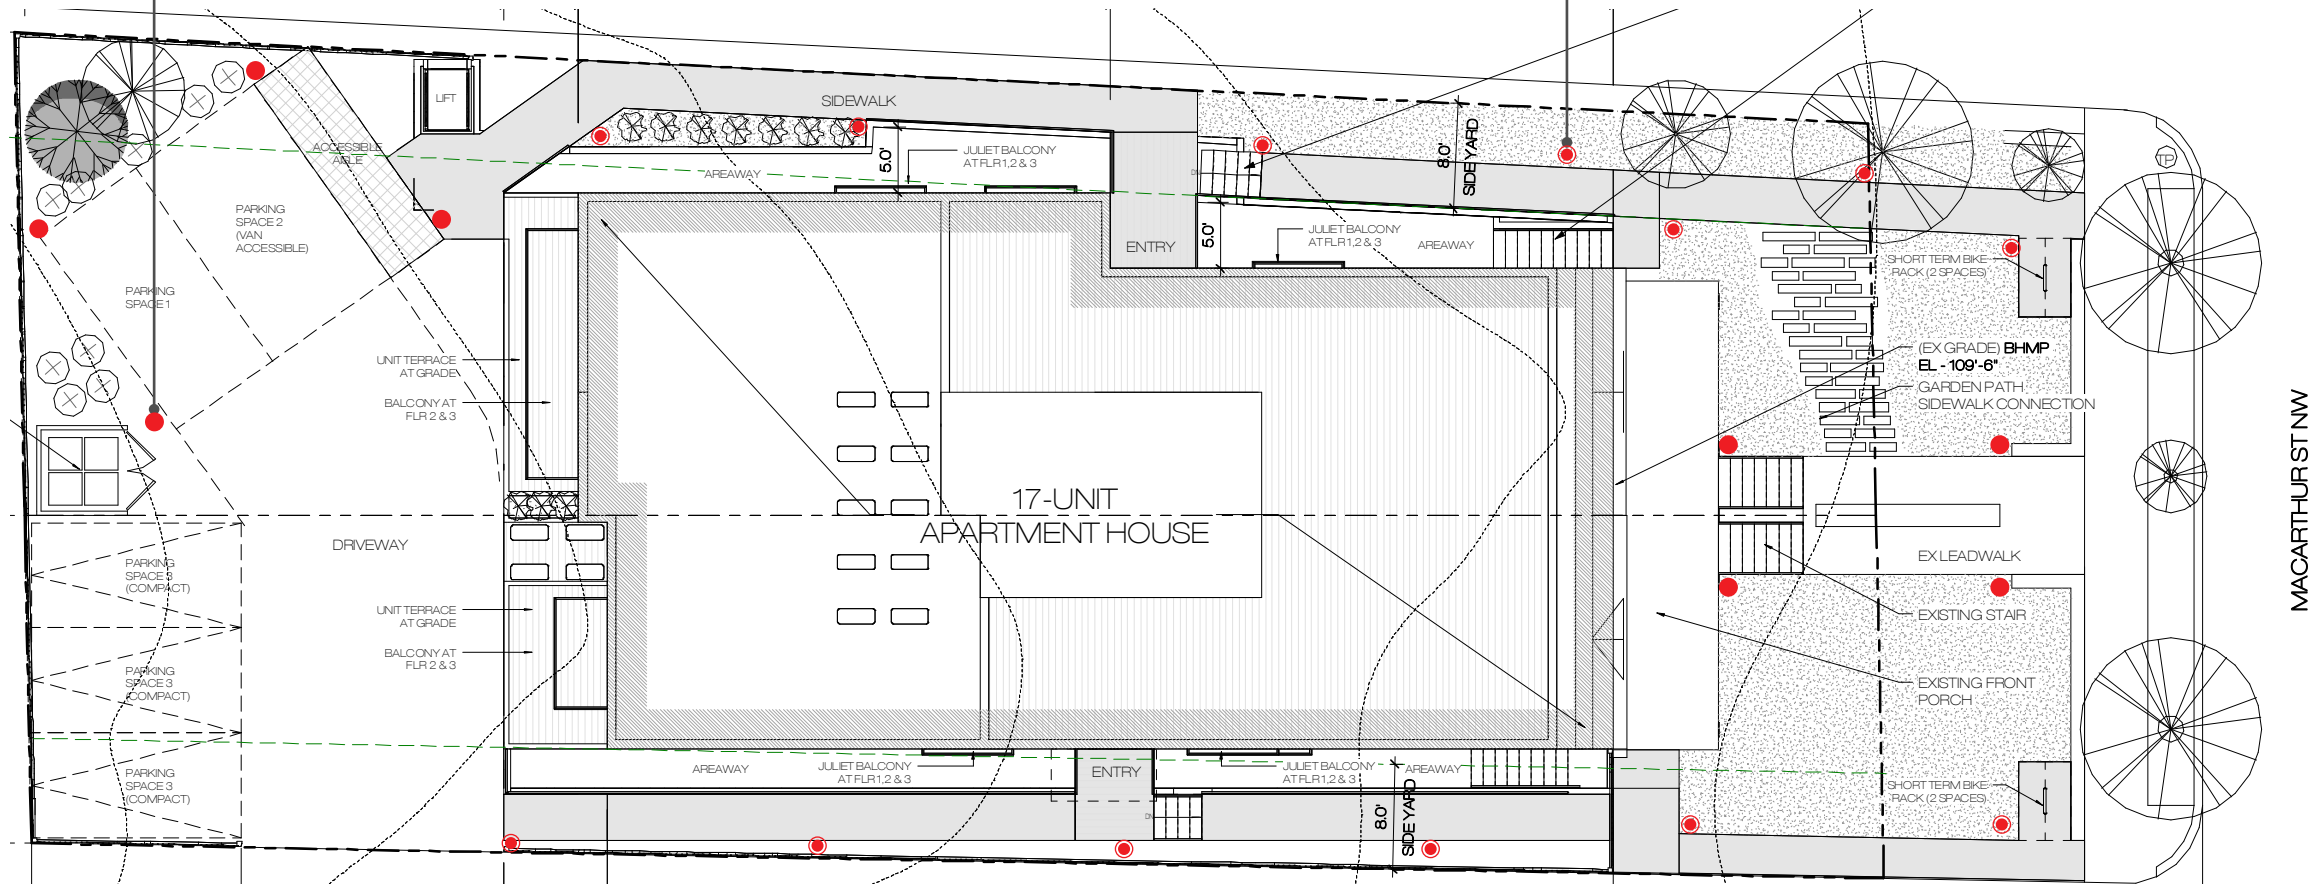 LIFT
SIDEWALK
ACCESSIBLE
AISLE
PARKING
SPACE 2
(VAN
ACCESSIBLE)
PARKING
SPACE 1
AREAWAY
5.0'
JULIET BALCONY
AT FLR 1, 2 & 3
ENTRY
DN
5.0'
8.0'
SIDE YARD
JULIET BALCONY
AT FLR 1, 2 & 3
AREAWAY
SHORT TERM BIKE
RACK (2 SPACES)
TP
UNIT TERRACE
AT GRADE
BALCONY AT
FLR 2 & 3
(EX GRADE) BHMP
EL - 109'-6"
GARDEN PATH
SIDEWALK CONNECTION
MACARTHUR ST NW
17-UNIT
APARTMENT HOUSE
DRIVEWAY
PARKING
SPACE 3
(COMPACT)
EX LEADWALK
UNIT TERRACE
AT GRADE
EXISTING STAIR
BALCONY AT
FLR 2 & 3
PARKING
SPACE 3
(COMPACT)
EXISTING FRONT
PORCH
AREAWAY
JULIET BALCONY
AT FLR 1, 2 & 3
ENTRY
JULIET BALCONY
AT FLR 1, 2 & 3
AREAWAY
PARKING
SPACE 3
(COMPACT)
DN
8.0'
SIDE YARD
SHORT TERM BIKE
RACK (2 SPACES)